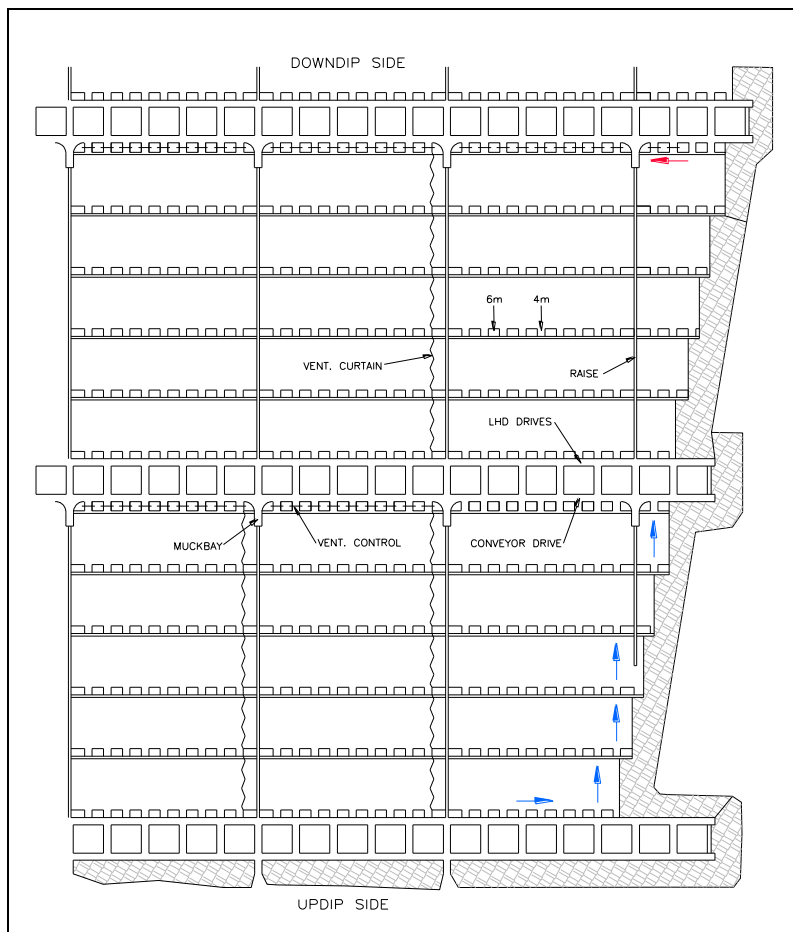 DOWNDIP SIDE
6m 4m
VENT. CURTAIN
RAISE
LHD DRIVES
MUCKBAY
VENT. CONTROL
CONVEYOR DRIVE
UPDIP SIDE